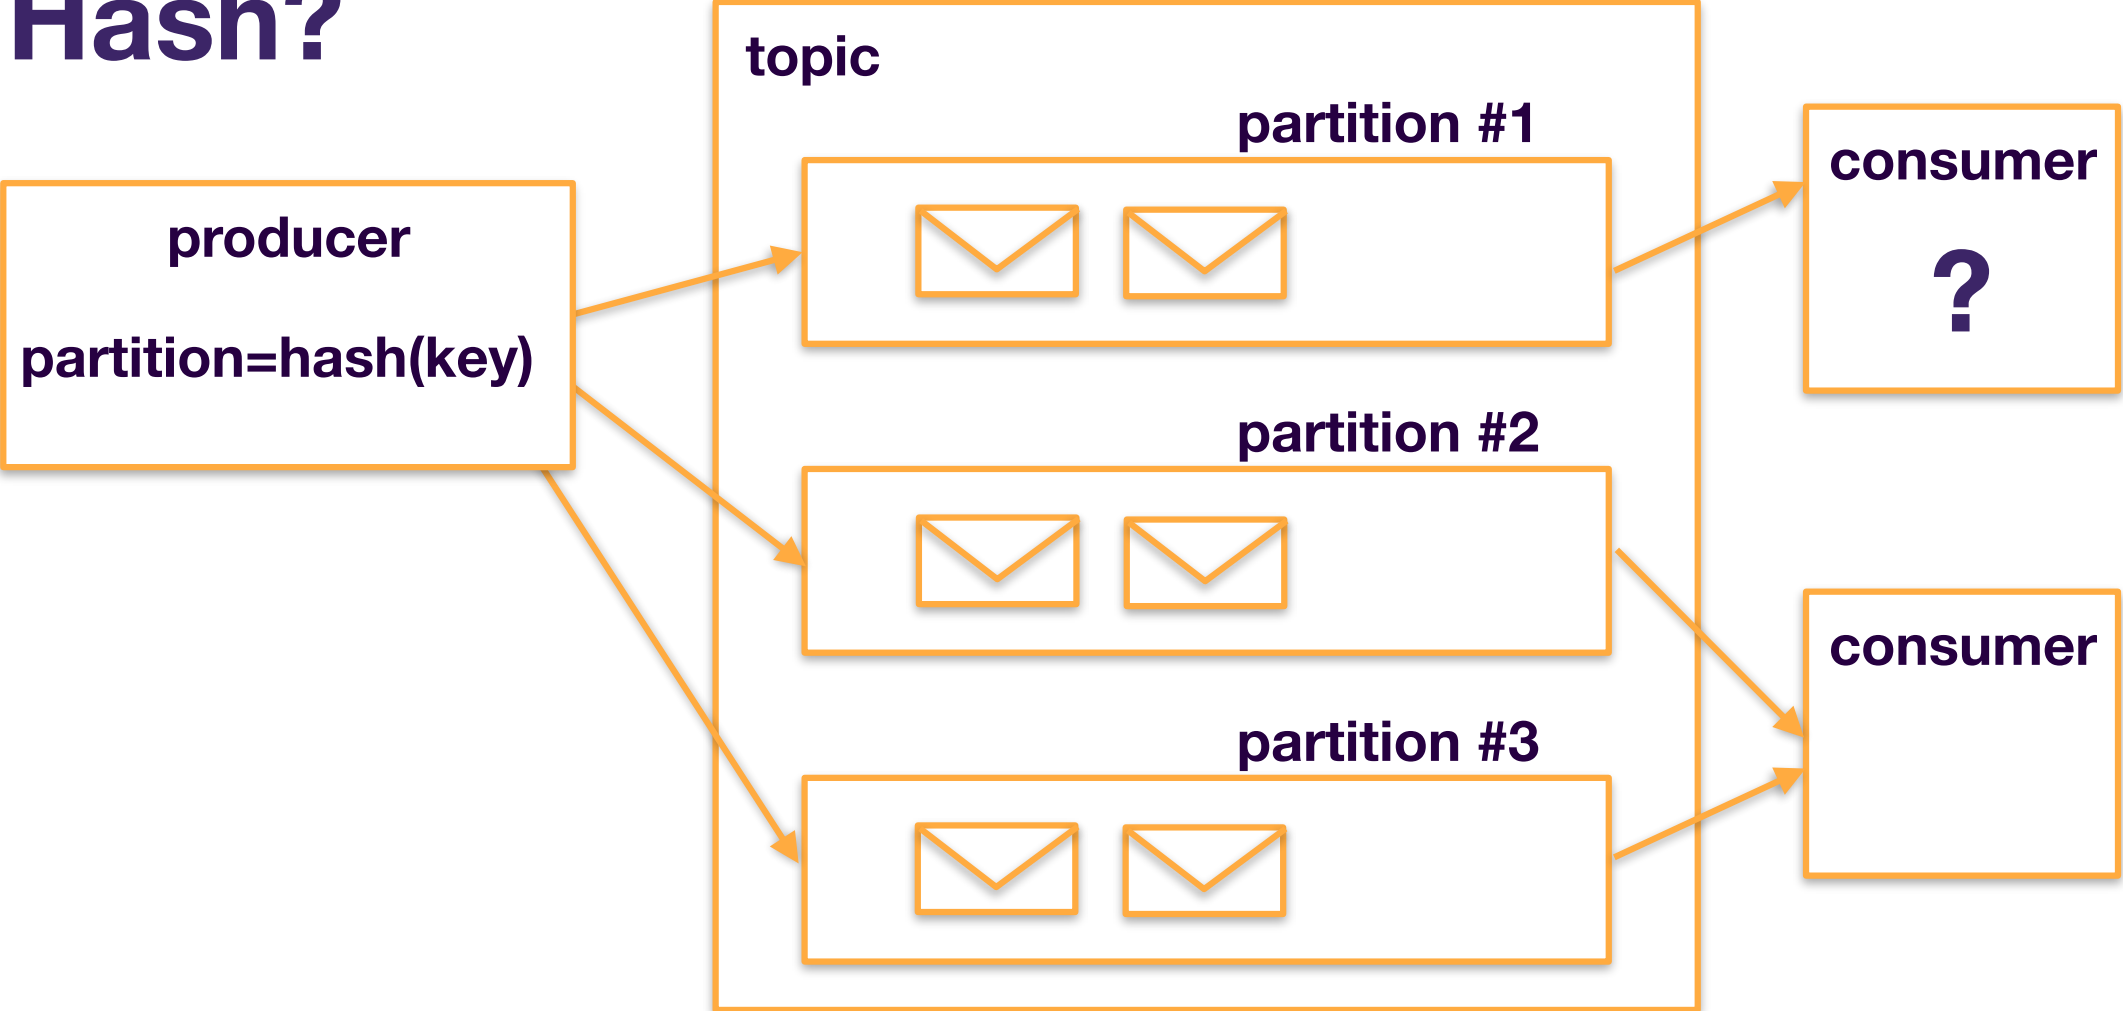 Hash?
topic
partition #1
consumer
?
producer
partition=hash(key)
partition #2
consumer
partition #3